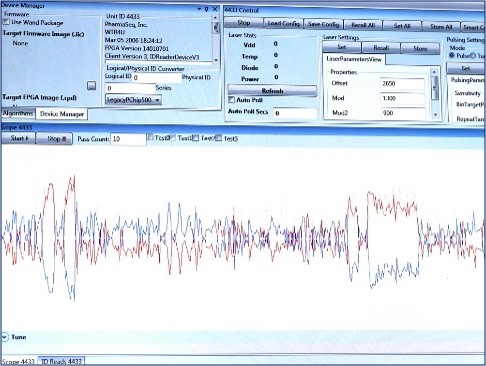 Device Manager
Firmware
Use Wand Package
Target Firmware Image (.hc)
None
Target FPGA Image (.rpd)
Unit ID 4433
PharmaSeq, Inc.
WTR4U
Mar 05 2006 18:24:12
FPGA Version, 14010701
Client Version 3, IDReaderDeviceV3
Logical/Physical ID Converter
Logical ID 0 Physical ID
0 Series
LegacyPChip500
Algorithms Device Manager
4433 Control
Stop Load Config Save Config Recall All Set All Store All Smart C
Laser Stats
Vdd 0
Temp 0
Diode 0
Power 0
Refresh
Auto Poll
Auto Poll Secs 0
Laser Settings
Set Recall Store
LaserParametersView
Properties
Offset 2650
Mod 1300
Mod2 900
Pulsing Setting
Mode
Pulse
Set
PulsingParam
Sensitivity
BinTargetP
RepeatTar
Scope 4433
Start Stop Pass Count: 10 Test0 Test1 Test2 Test3
Tune
Scope 4433 ID Reads 4433